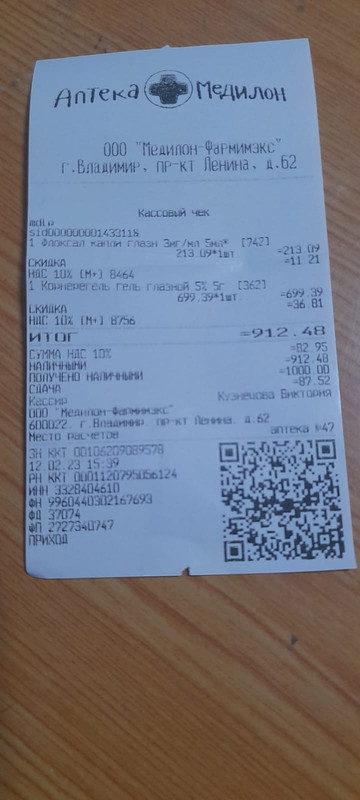 Аптека Медилон
ООО "Медилон-Фармимэкс"
г.Владимир, пр-кт Ленина, д.62
Кассовый чек
mdlp
sid00000000143311в
1 Флоксал капли глазн 3мг/мл 5мл* [742]
213.09*1шт =213.09
СКИДКА =11.21
НДС 10% [М+] 8464
1 Корнерегель гель глазной 5% 5г [362]
699.39*1шт. =699.39
СКИДКА =36.81
НДС 10% [М+] 8756
ИТОГ =912.48
СУММА НДС 10% =82.95
НАЛИЧНЫМИ =912.48
ПОЛУЧЕНО НАЛИЧНЫМИ =1000.00
СДАЧА =87.52
Кассир Кузнецова Виктория
ООО "Медилон-Фармимэкс"
600022, г.Владимир, пр-кт Ленина, д.62
Место расчетов аптека №47
ЗН ККТ 00106209089578
12.02.23 15:39
РН ККТ 0001120795056124
ИНН 3328404610
ФН 9960440302167693
ФД 37074
ФП 2727340747
ПРИХОД